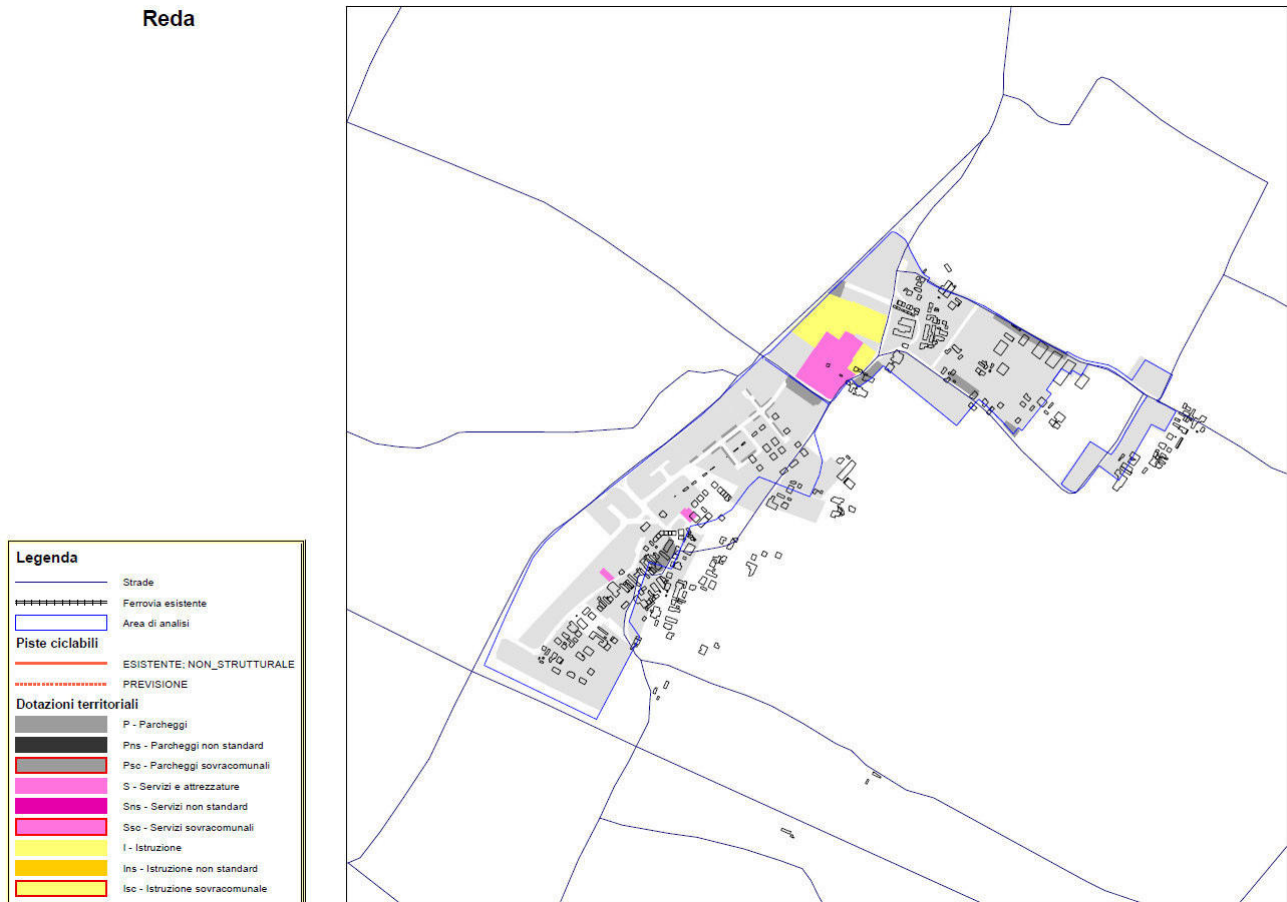 Reda
Legenda
Strade
Ferrovia esistente
Area di analisi
Piste ciclabili
ESISTENTE; NON_STRUTTURALE
PREVISIONE
Dotazioni territoriali
P - Parcheggi
Pns - Parcheggi non standard
Psc - Parcheggi sovracomunali
S - Servizi e attrezzature
Sns - Servizi non standard
Ssc - Servizi sovracomunali
I - Istruzione
Ins - Istruzione non standard
Isc - Istruzione sovracomunale